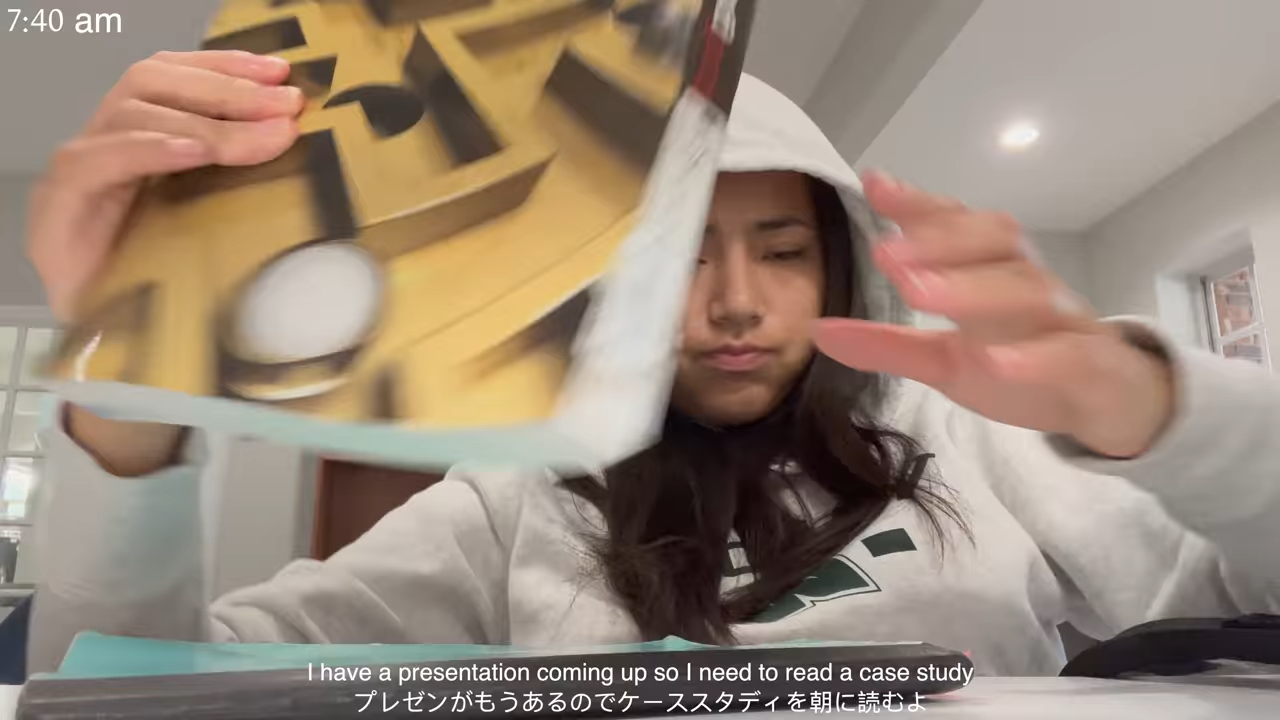 7:40 am
I have a presentation coming up so I need to read a case study
プレゼンがもうあるのでケーススタディを朝に読むよ